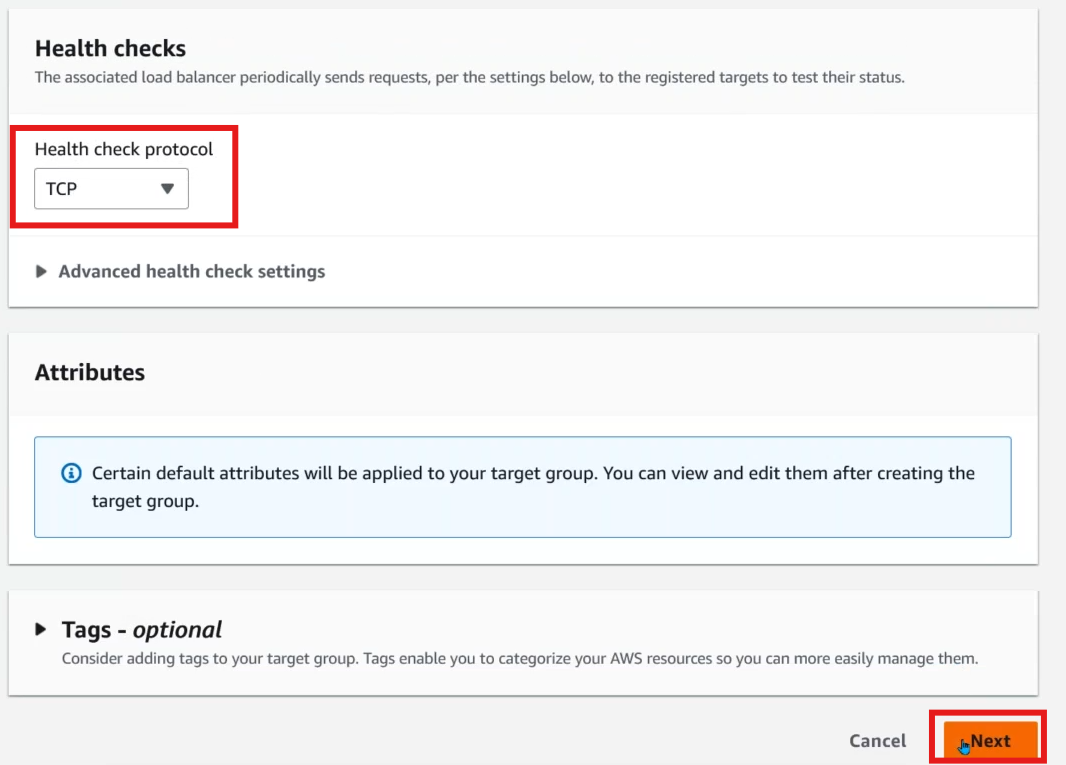 Health checks
The associated load balancer periodically sends requests, per the settings below, to the registered targets to test their status.
Health check protocol
TCP
Advanced health check settings
Attributes
Certain default attributes will be applied to your target group. You can view and edit them after creating the
target group.
Tags - optional
Consider adding tags to your target group. Tags enable you to categorize your AWS resources so you can more easily manage them.
Cancel Next